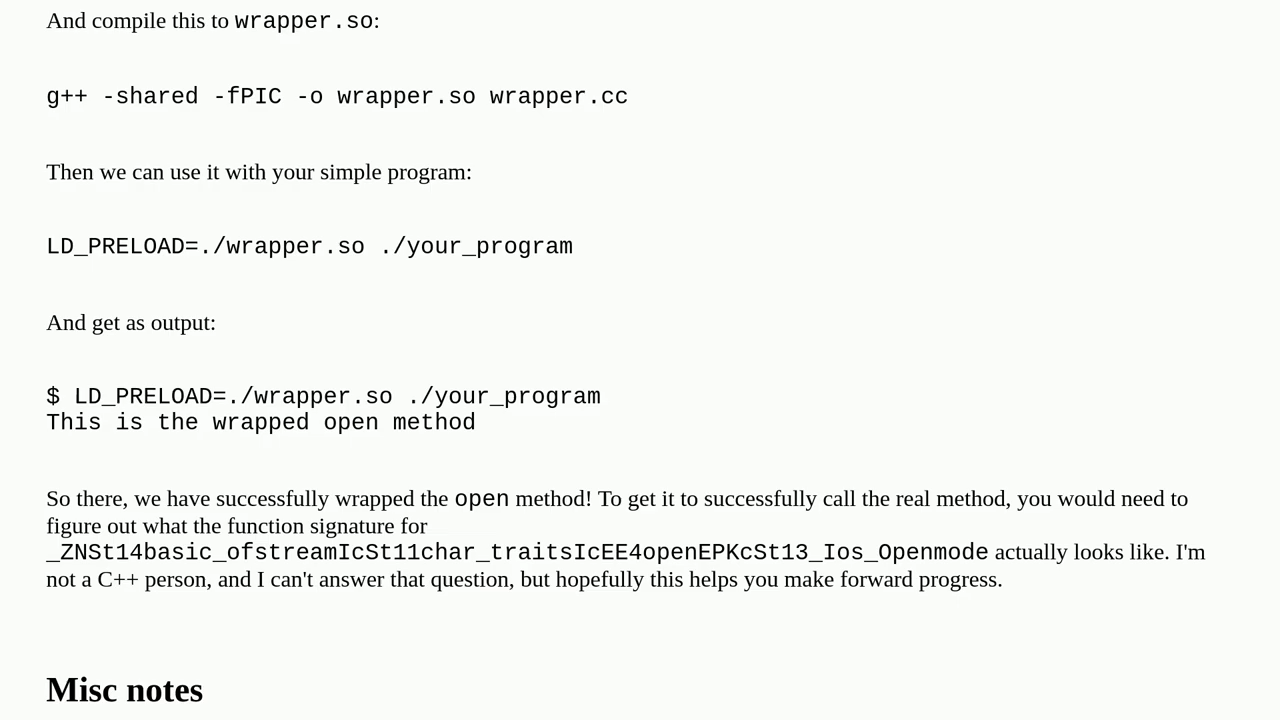 And compile this to wrapper.so:
g++ -shared -fPIC -o wrapper.so wrapper.cc
Then we can use it with your simple program:
LD_PRELOAD=./wrapper.so ./your_program
And get as output:
$ LD_PRELOAD=./wrapper.so ./your_program
This is the wrapped open method
So there, we have successfully wrapped the open method! To get it to successfully call the real method, you would need to
figure out what the function signature for
_ZNSt14basic_ofstreamIcSt11char_traitsIcEE4openEPKcSt13_Ios_Openmode actually looks like. I'm
not a C++ person, and I can't answer that question, but hopefully this helps you make forward progress.
Misc notes